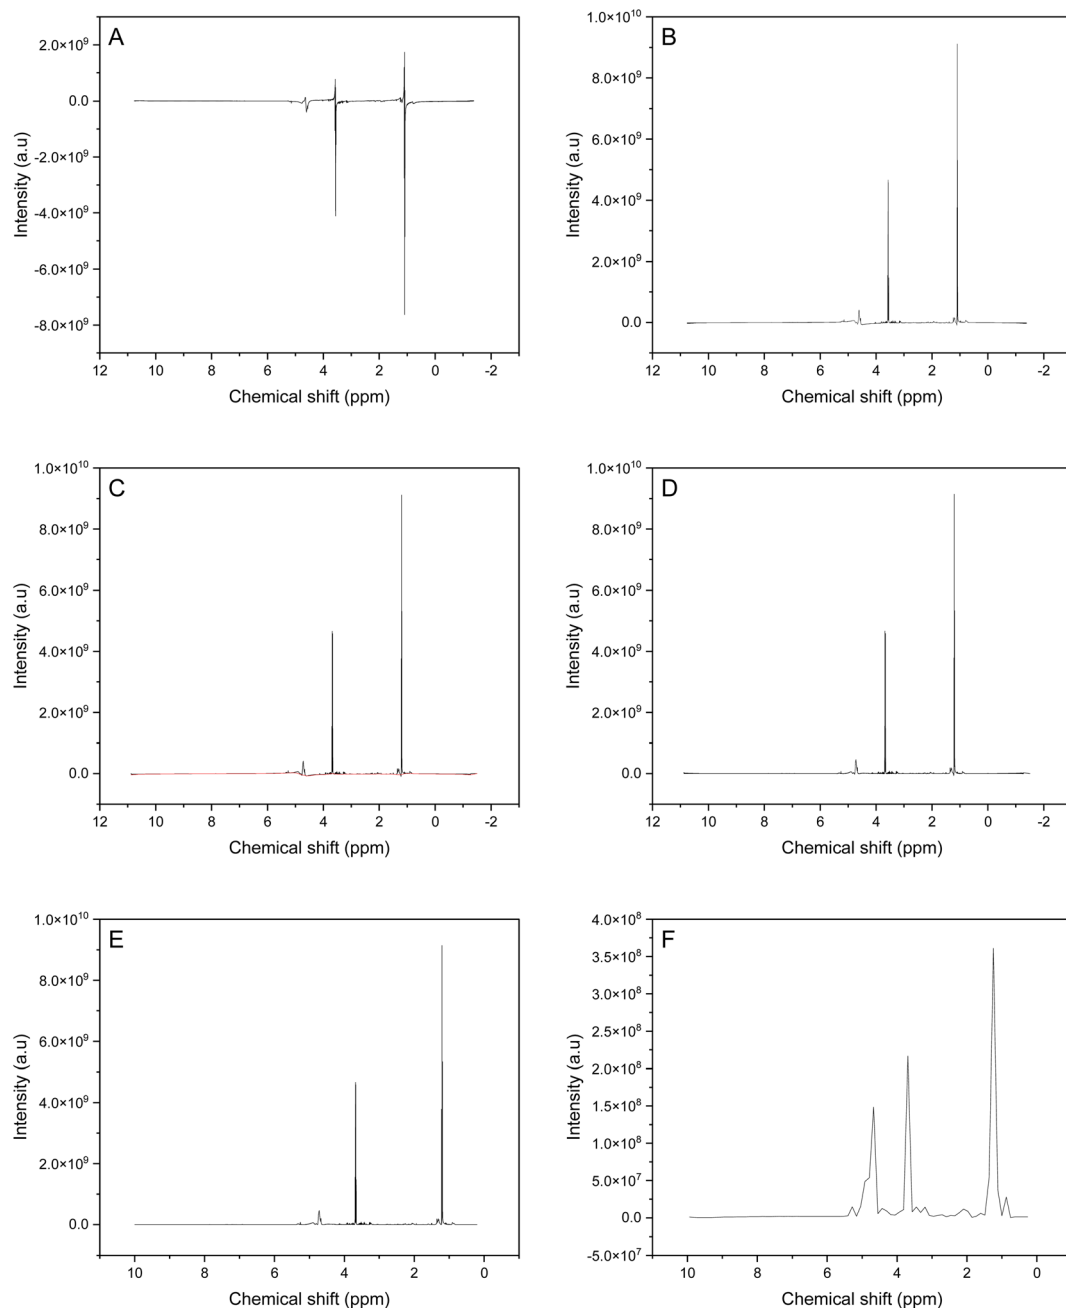 A
2.0×10⁹
0.0
-2.0×10⁹
-4.0×10⁹
-6.0×10⁹
-8.0×10⁹
Intensity (a.u)
12 10 8 6 4 2 0 -2
Chemical shift (ppm)
B
1.0×10¹⁰
8.0×10⁹
6.0×10⁹
4.0×10⁹
2.0×10⁹
0.0
Intensity (a.u)
12 10 8 6 4 2 0 -2
Chemical shift (ppm)
C
1.0×10¹⁰
8.0×10⁹
6.0×10⁹
4.0×10⁹
2.0×10⁹
0.0
Intensity (a.u)
12 10 8 6 4 2 0 -2
Chemical shift (ppm)
D
1.0×10¹⁰
8.0×10⁹
6.0×10⁹
4.0×10⁹
2.0×10⁹
0.0
Intensity (a.u)
12 10 8 6 4 2 0 -2
Chemical shift (ppm)
E
1.0×10¹⁰
8.0×10⁹
6.0×10⁹
4.0×10⁹
2.0×10⁹
0.0
Intensity (a.u)
10 8 6 4 2 0
Chemical shift (ppm)
F
4.0×10⁸
3.5×10⁸
3.0×10⁸
2.5×10⁸
2.0×10⁸
1.5×10⁸
1.0×10⁸
5.0×10⁷
0.0
-5.0×10⁷
Intensity (a.u)
10 8 6 4 2 0
Chemical shift (ppm)